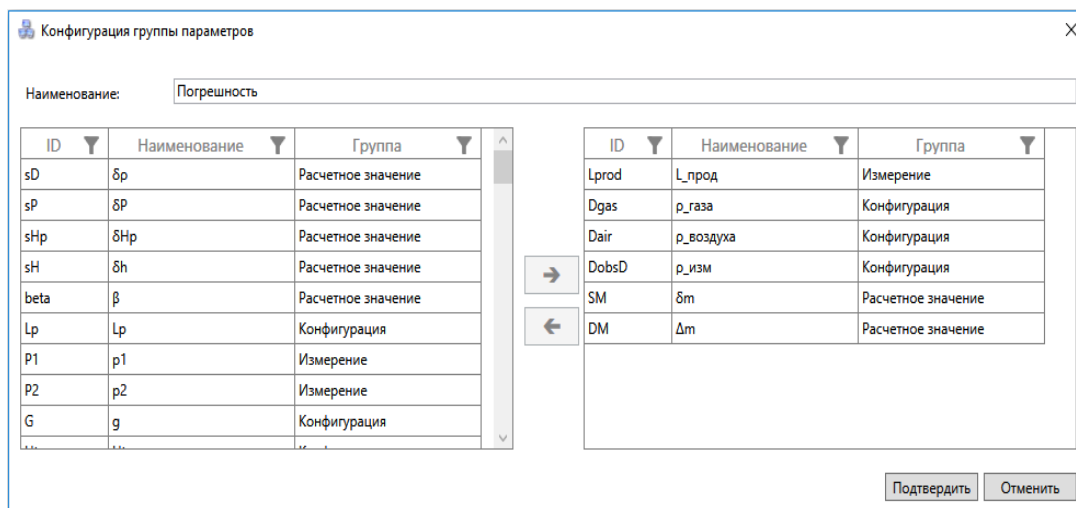 Конфигурация группы параметров
Наименование: Погрешность
ID Наименование Группа
sD δρ Расчетное значение
sP δP Расчетное значение
sHp δHp Расчетное значение
sH δh Расчетное значение
beta β Расчетное значение
Lp Lp Конфигурация
P1 p1 Измерение
P2 p2 Измерение
G g Конфигурация
ID Наименование Группа
Lprod L_прод Измерение
Dgas ρ_газа Конфигурация
Dair ρ_воздуха Конфигурация
DobsD ρ_изм Конфигурация
SM δm Расчетное значение
DM Δm Расчетное значение
Подтвердить Отменить